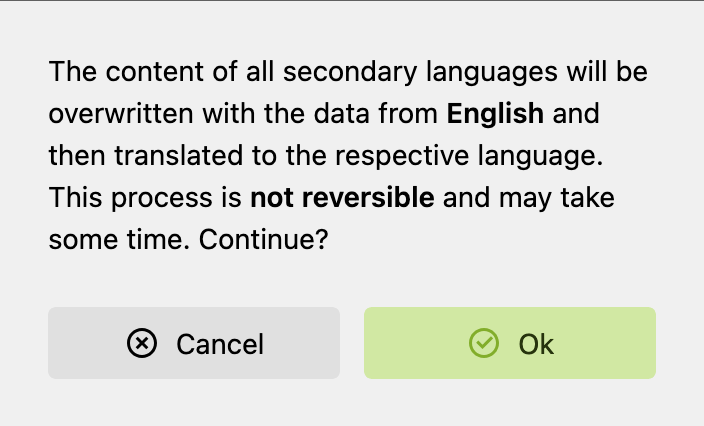 The content of all secondary languages will be
overwritten with the data from English and
then translated to the respective language.
This process is not reversible and may take
some time. Continue?
Cancel
Ok